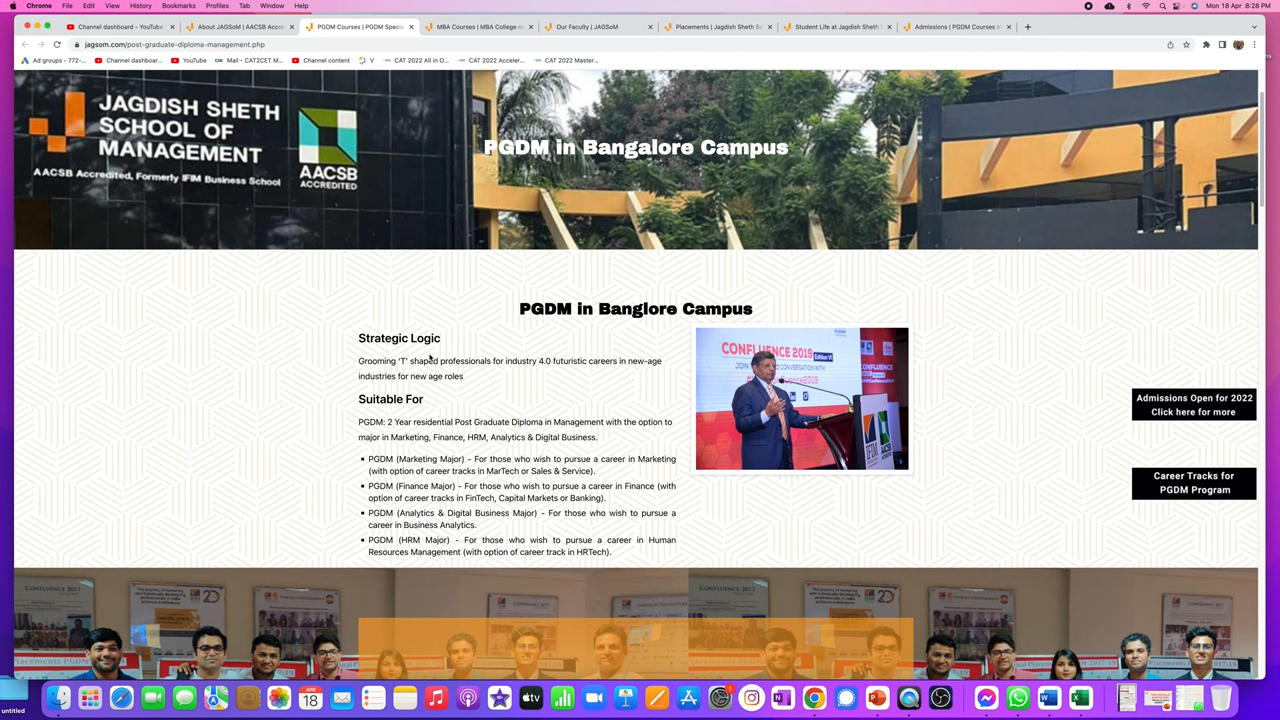 Chrome File Edit View History Bookmarks Profiles Tab Window Help
Mon 18 Apr 8:28 PM
Channel dashboard - YouTube
About JAGSoM | AACSB Accre
PGDM Courses | PGDM Speci
MBA Courses | MBA College
Our Faculty | JAGSoM
Placements | Jagdish Sheth S
Student Life at Jagdish Sheth
Admissions | PGDM Courses in
jagsom.com/post-graduate-diploma-management.php
Ad groups - 772-...
Channel dashboar...
YouTube
Mail - CAT2CET M...
Channel content
V
CAT 2022 All in O...
CAT 2022 Acceler...
CAT 2022 Master...
JAGDISH SHETH
SCHOOL OF
MANAGEMENT
AACSB Accredited, Formerly IFIM Business School
AACSB
ACCREDITED
PGDM in Bangalore Campus
PGDM in Banglore Campus
Strategic Logic
Grooming ‘T’ shaped professionals for industry 4.0 futuristic careers in new-age
industries for new age roles
Suitable For
PGDM: 2 Year residential Post Graduate Diploma in Management with the option to
major in Marketing, Finance, HRM, Analytics & Digital Business.
PGDM (Marketing Major) - For those who wish to pursue a career in Marketing
(with option of career tracks in MarTech or Sales & Service).
PGDM (Finance Major) - For those who wish to pursue a career in Finance (with
option of career tracks in FinTech, Capital Markets or Banking).
PGDM (Analytics & Digital Business Major) - For those who wish to pursue a
career in Business Analytics.
PGDM (HRM Major) - For those who wish to pursue a career in Human
Resources Management (with option of career track in HRTech).
CONFLUENCE 2019
Edition VI
IFIM
AACSB
Admissions Open for 2022
Click here for more
Career Tracks for
PGDM Program
CONFLUENCE 2017
APR
18
untitled